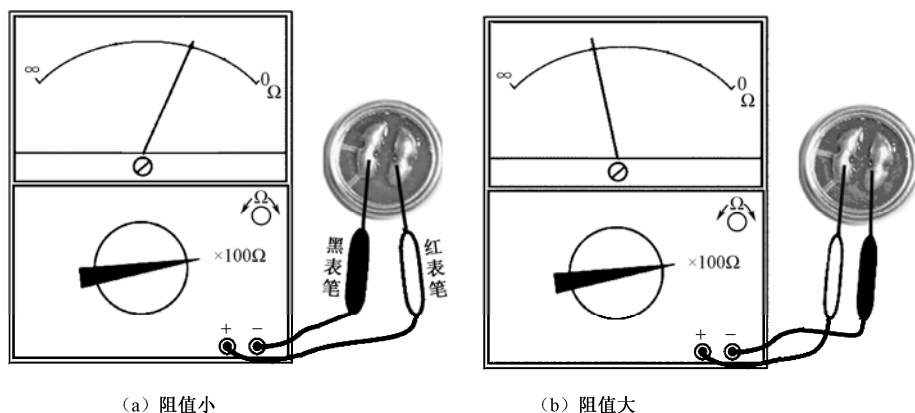 ∞ 0 Ω
Ω
×100Ω
黑表笔
红表笔
+ −
∞ 0 Ω
Ω
×100Ω
+ −
（a）阻值小
（b）阻值大